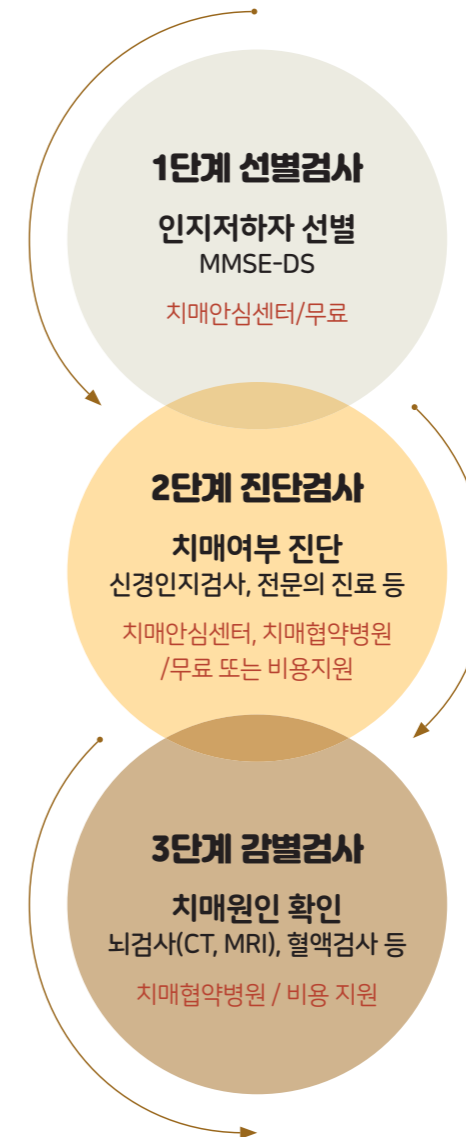 1단계 선별검사
인지저하자 선별
MMSE-DS
치매안심센터/무료
2단계 진단검사
치매여부 진단
신경인지검사, 전문의 진료 등
치매안심센터, 치매협약병원
/무료 또는 비용지원
3단계 감별검사
치매원인 확인
뇌검사(CT, MRI), 혈액검사 등
치매협약병원 / 비용 지원